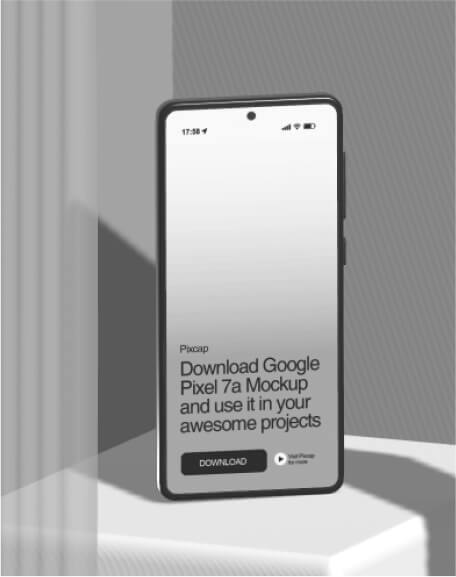 17:58
Pixcap
Download Google
Pixel 7a Mockup
and use it in your
awesome projects
DOWNLOAD
Visit Pixcap
for more